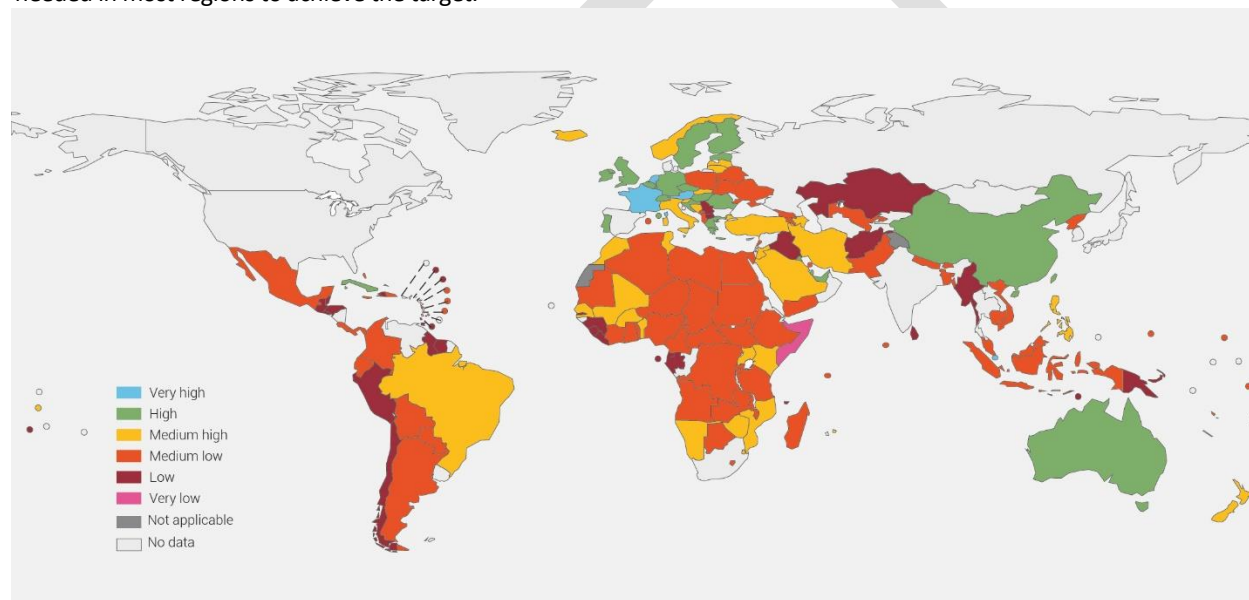 needed in most regions to achieve the target.
Very high
High
Medium high
Medium low
Low
Very low
Not applicable
No data